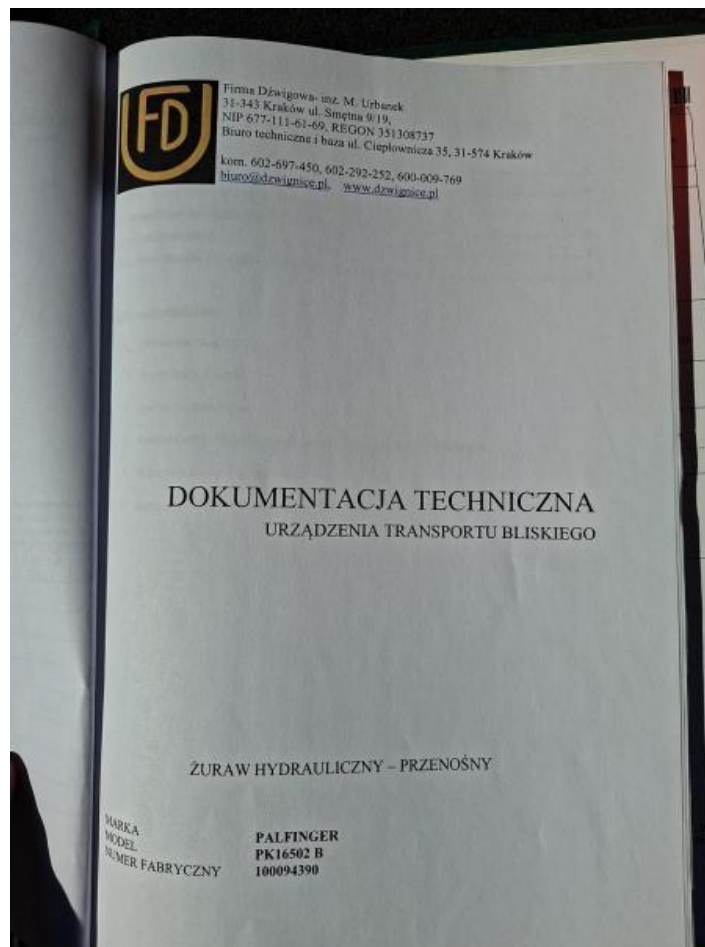 FD
Firma Dźwigowa- inż. M. Urbanek
31-343 Kraków ul. Smętna 9/19,
NIP 677-111-61-69, REGON 351308737
Biuro techniczne i baza ul. Ciepłownicza 35, 31-574 Kraków
kom. 602-697-450, 602-292-252, 600-009-769
biuro@dzwignice.pl, www.dzwignice.pl
DOKUMENTACJA TECHNICZNA
URZĄDZENIA TRANSPORTU BLISKIEGO
ŻURAW HYDRAULICZNY – PRZENOŚNY
MARKA PALFINGER
MODEL PK16502 B
NUMER FABRYCZNY 100094390